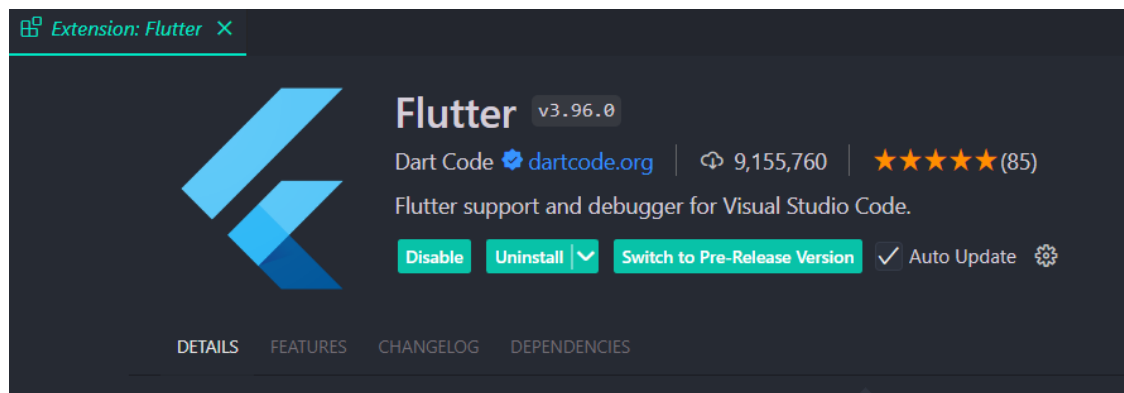 Extension: Flutter
Flutter v3.96.0
Dart Code dartcode.org 9,155,760 (85)
Flutter support and debugger for Visual Studio Code.
Disable Uninstall Switch to Pre-Release Version Auto Update
DETAILS FEATURES CHANGELOG DEPENDENCIES